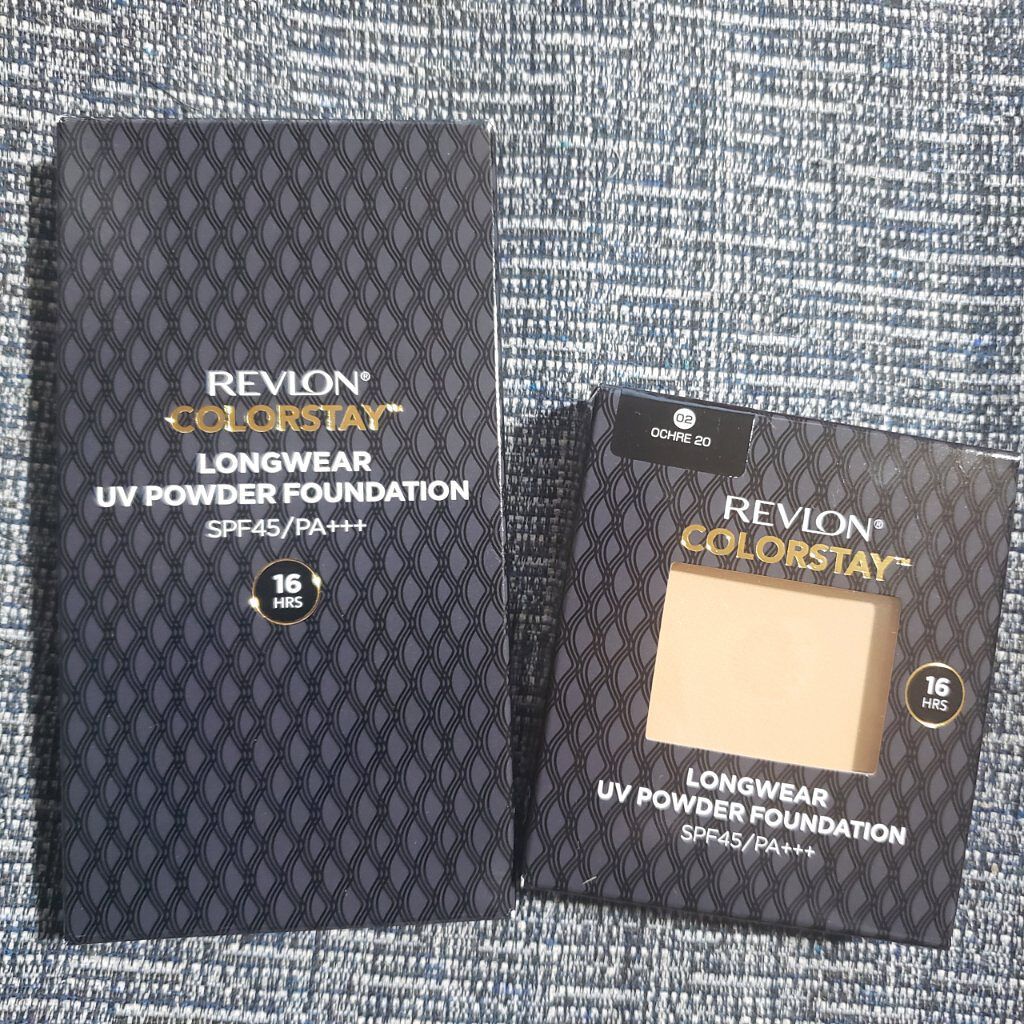 REVLON®
COLORSTAY™
LONGWEAR
UV POWDER FOUNDATION
SPF45/PA+++
16
HRS
02
OCHRE 20
REVLON®
COLORSTAY™
16
HRS
LONGWEAR
UV POWDER FOUNDATION
SPF45/PA+++